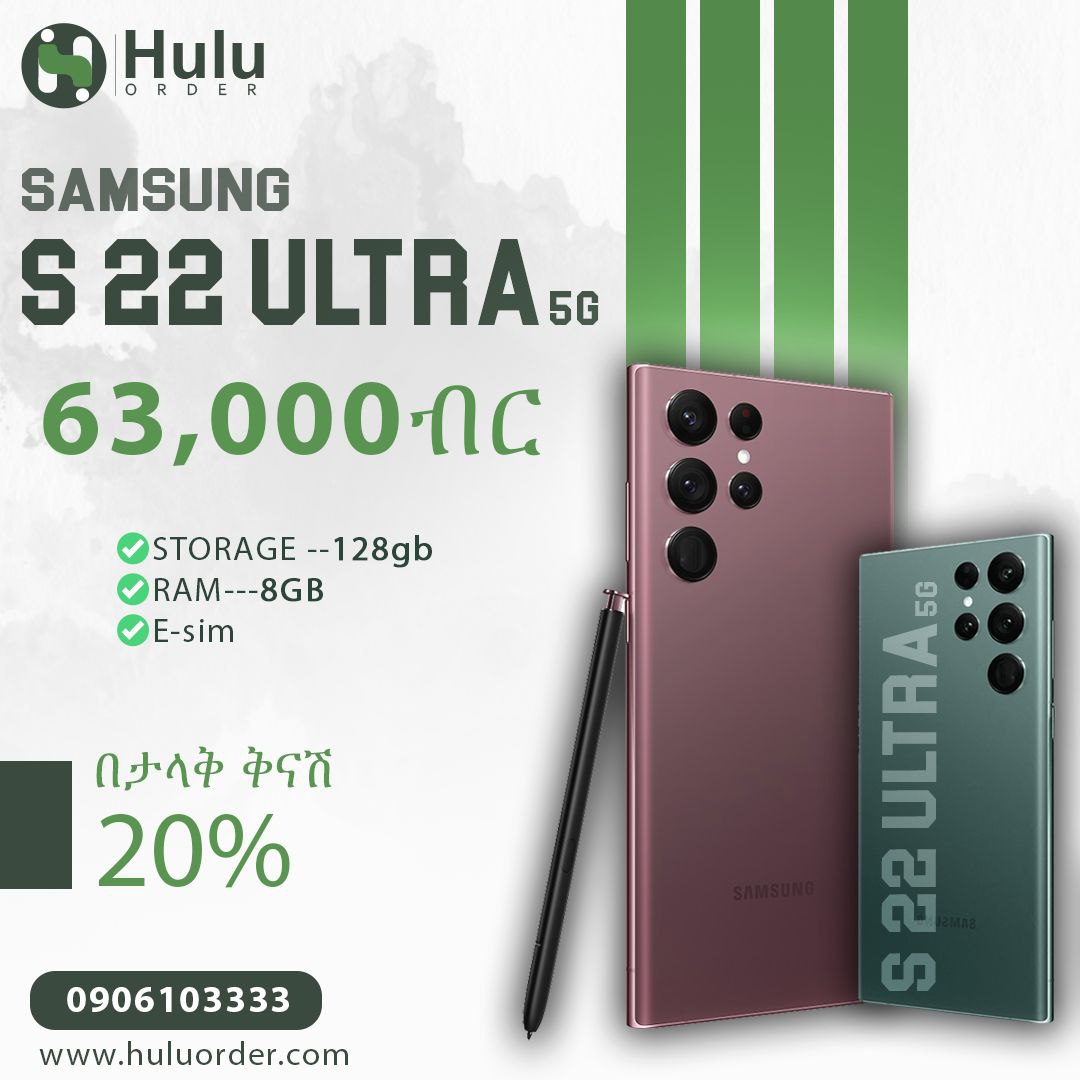 Hulu
ORDER
SAMSUNG
S 22 ULTRA 5G
63,000ብር
STORAGE --128gb
RAM---8GB
E-sim
በታላቅ ቅናሽ
20%
0906103333
www.huluorder.com
SAMSUNG
S 22 ULTRA 5G
SAMSUNG